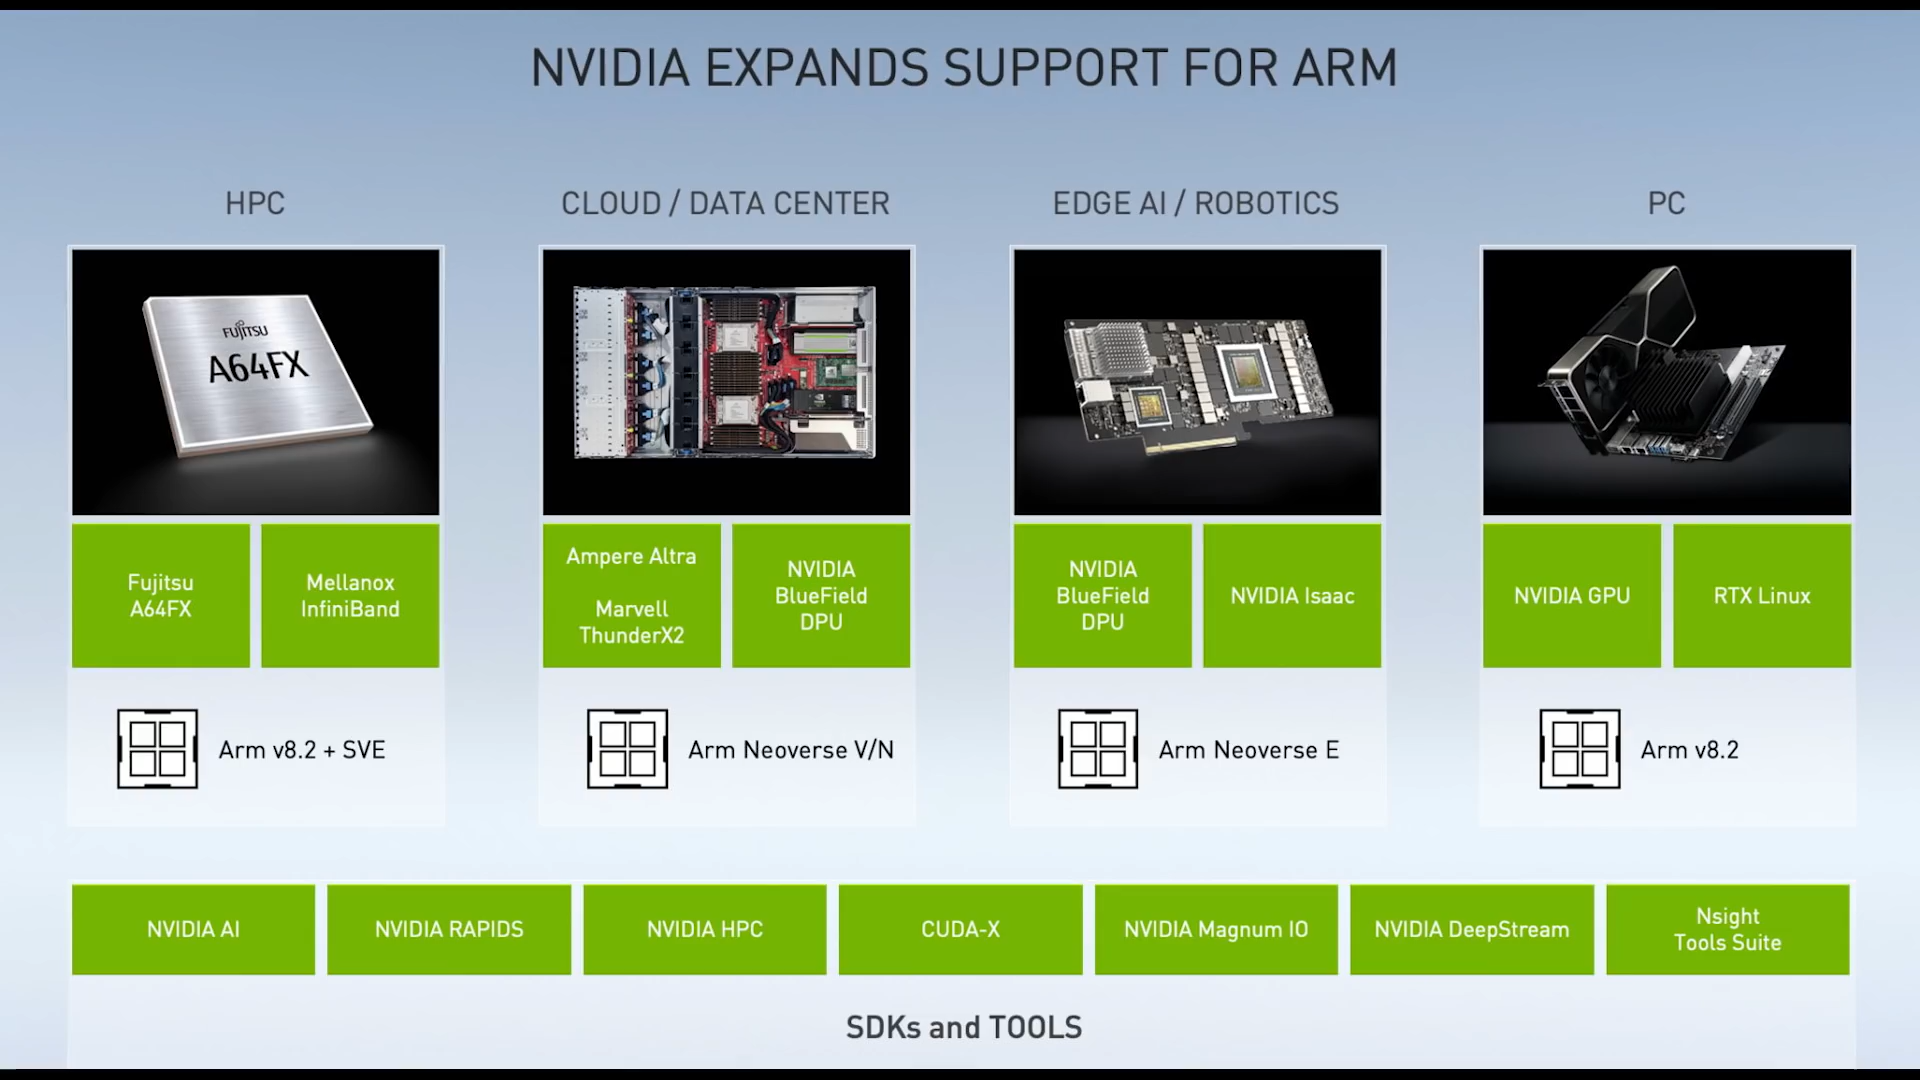 NVIDIA EXPANDS SUPPORT FOR ARM
HPC
CLOUD / DATA CENTER
EDGE AI / ROBOTICS
PC
FUJITSU
A64FX
Fujitsu
A64FX
Mellanox
InfiniBand
Ampere Altra
Marvell
ThunderX2
NVIDIA
BlueField
DPU
NVIDIA
BlueField
DPU
NVIDIA Isaac
NVIDIA GPU
RTX Linux
Arm v8.2 + SVE
Arm Neoverse V/N
Arm Neoverse E
Arm v8.2
NVIDIA AI
NVIDIA RAPIDS
NVIDIA HPC
CUDA-X
NVIDIA Magnum IO
NVIDIA DeepStream
Nsight
Tools Suite
SDKs and TOOLS